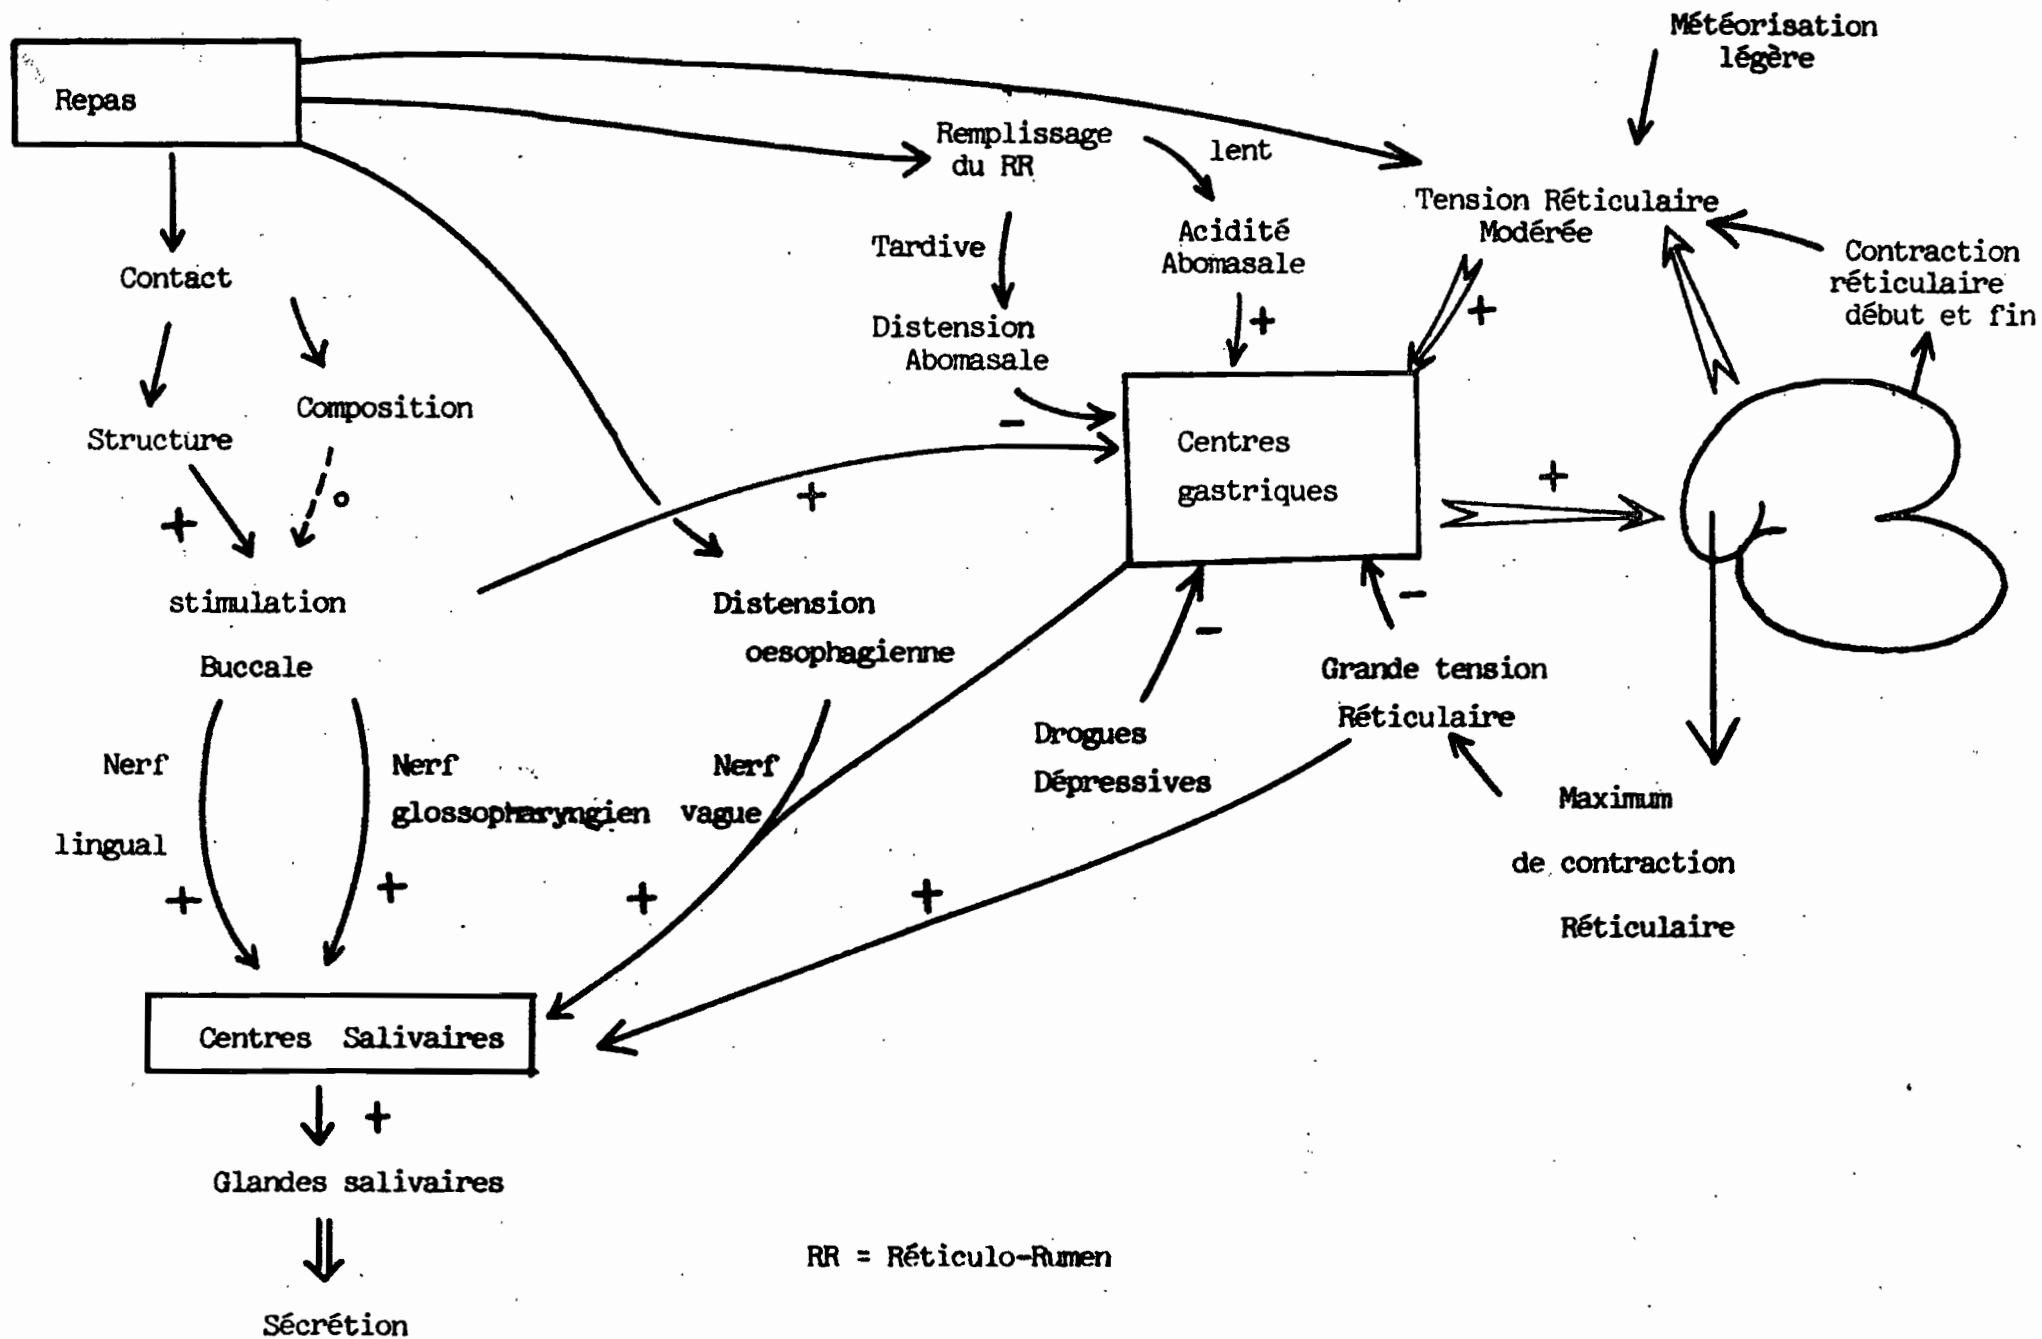 Météorisation
légère
Repas
Remplissage
du RR
lent
Tension Réticulaire
Modérée
Tardive
Acidité
Abomasale
Contraction
réticulaire
début et fin
Contact
+
+
Distension
Abomasale
Composition
-
Structure
Centres
gastriques
+
+
+
stimulation
Buccale
Distension
oesophagienne
-
-
Grande tension
Réticulaire
Drogues
Dépressives
Nerf
lingual
Nerf
glossopharyngien
Nerf
vague
Maximum
de contraction
Réticulaire
+
+
+
+
Centres Salivaires
+
Glandes salivaires
RR = Réticulo-Rumen
Sécrétion